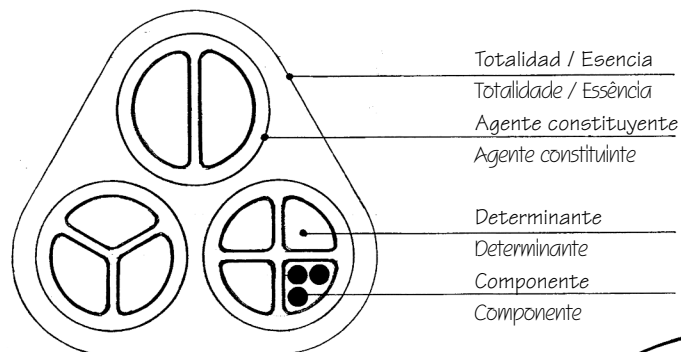 Totalidad / Esencia
Totalidade / Essência
Agente constituyente
Agente constituinte
Determinante
Determinante
Componente
Componente